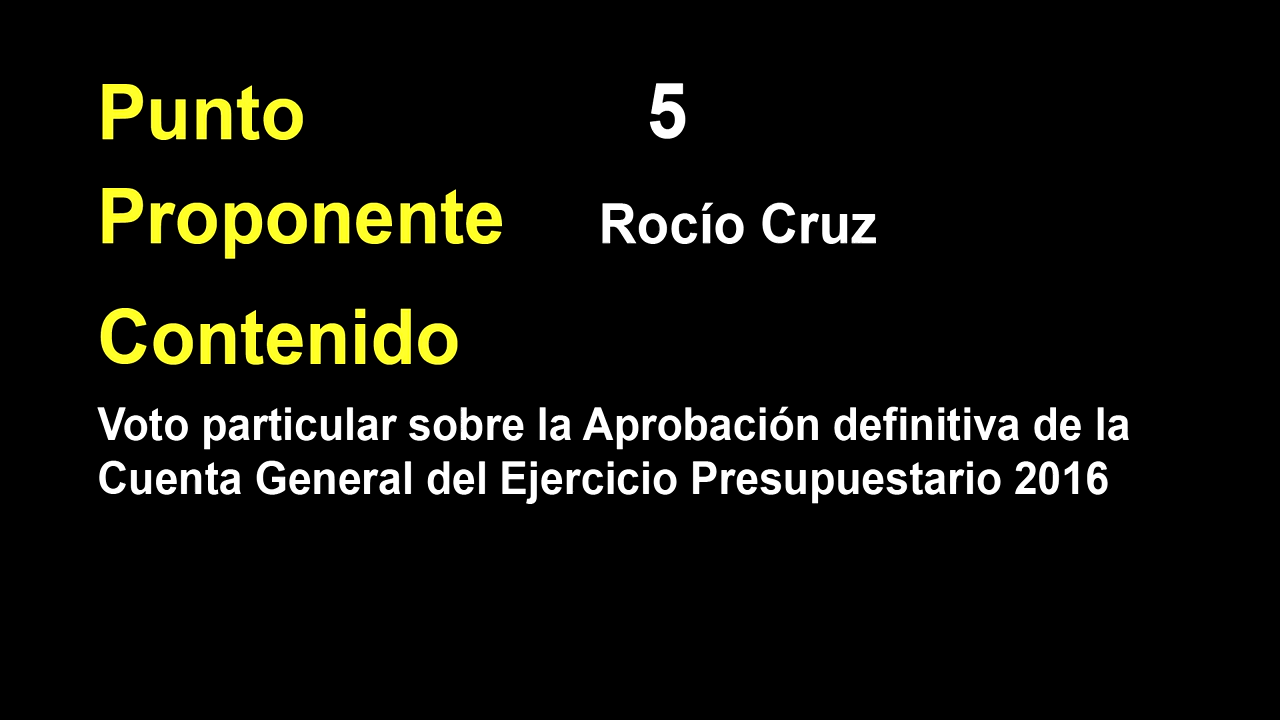 Punto 5
Proponente Rocío Cruz
Contenido
Voto particular sobre la Aprobación definitiva de la
Cuenta General del Ejercicio Presupuestario 2016